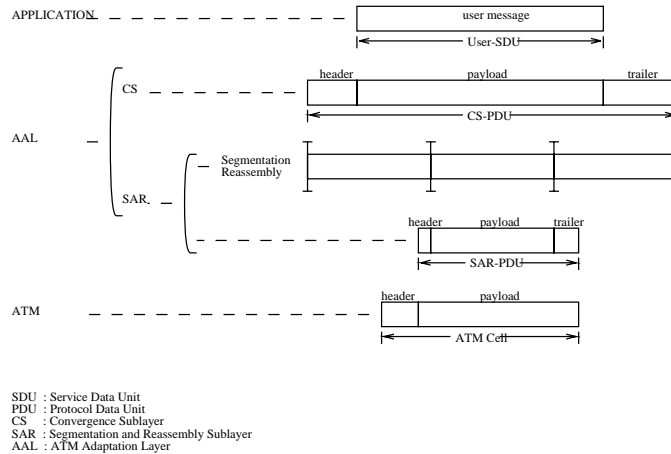 APPLICATION
user message
User-SDU
header payload trailer
CS
CS-PDU
AAL
Segmentation
Reassembly
SAR
header payload trailer
SAR-PDU
header payload
ATM
ATM Cell
SDU : Service Data Unit
PDU : Protocol Data Unit
CS : Convergence Sublayer
SAR : Segmentation and Reassembly Sublayer
AAL : ATM Adaptation Layer